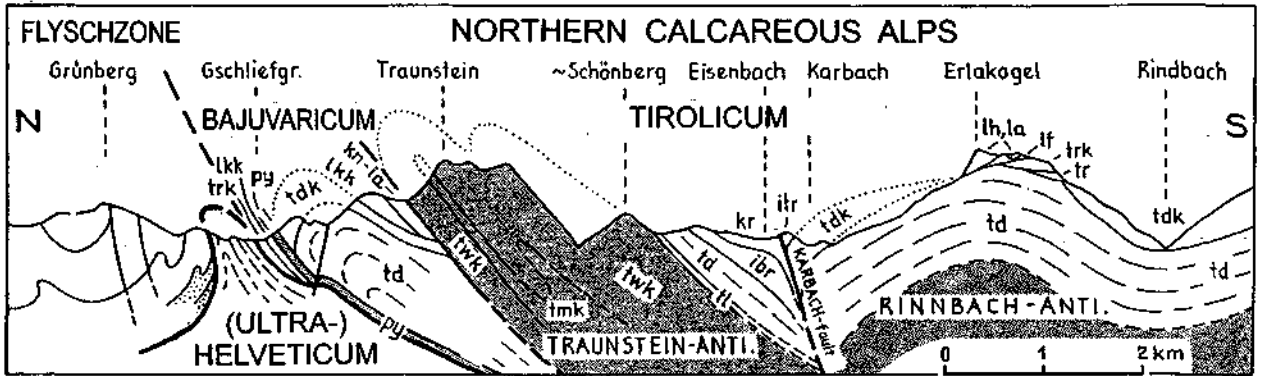 FLYSCHZONE
NORTHERN CALCAREOUS ALPS
Grünberg
Gschliefgr.
Traunstein
~Schönberg
Eisenbach
Karbach
Erlakogel
Rindbach
N
BAJUVARICUM
TIROLICUM
S
lkk
trk
py
tdk
lkk
kn-la
lh,la
lf
trk
tr
tdk
kr
tdk
td
twk
tmk
twk
td
tl
KARBACH-fault
td
td
py
(ULTRA-)
HELVETICUM
TRAUNSTEIN-ANTI.
RINNBACH-ANTI.
0 1 2 km